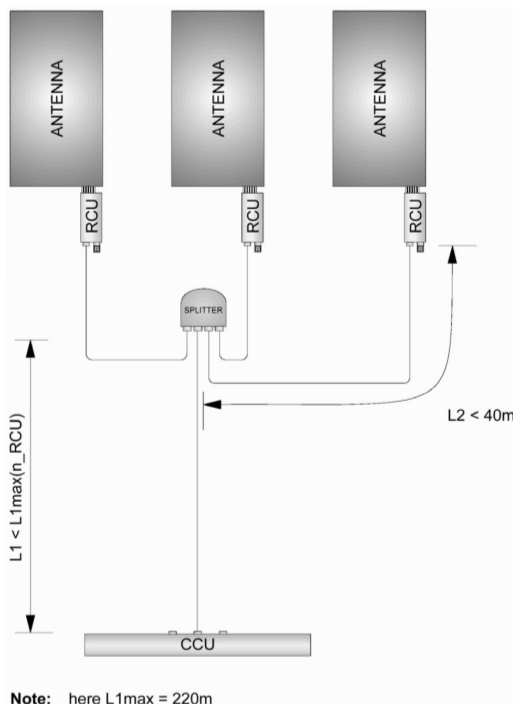 ANTENNA
ANTENNA
ANTENNA
RCU
RCU
RCU
SPLITTER
L2 < 40m
L1 < L1max(n_RCU)
CCU
Note: here L1max = 220m